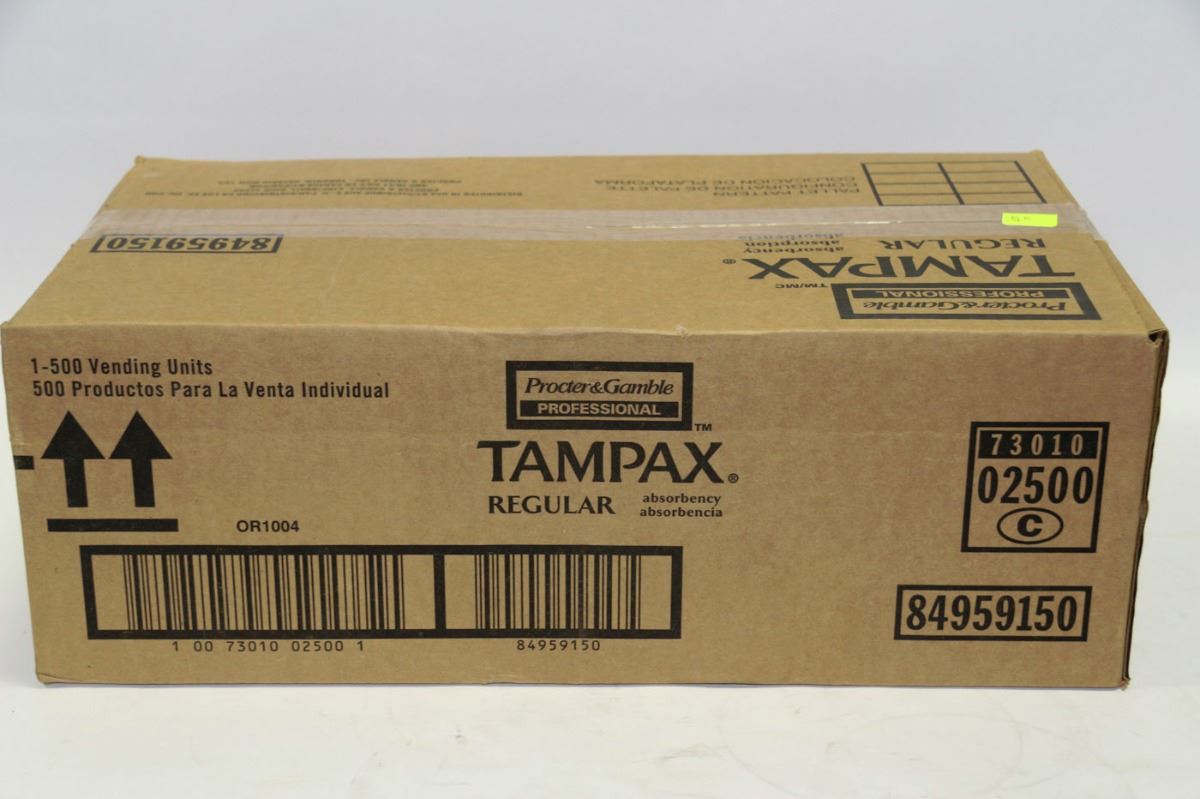 PALLET PATTERN
CONFIGURATION DE PALETTE
COLOCACION DE PLATAFORMA
84959150
TAMPAX®
REGULAR
absorbency
absorption
absorbencia
Procter&Gamble
PROFESSIONAL
TM/MC
1-500 Vending Units
500 Productos Para La Venta Individual
Procter&Gamble
PROFESSIONAL
TM
TAMPAX®
REGULAR
absorbency
absorbencia
OR1004
73010
02500
C
1 00 73010 02500 1
84959150
84959150